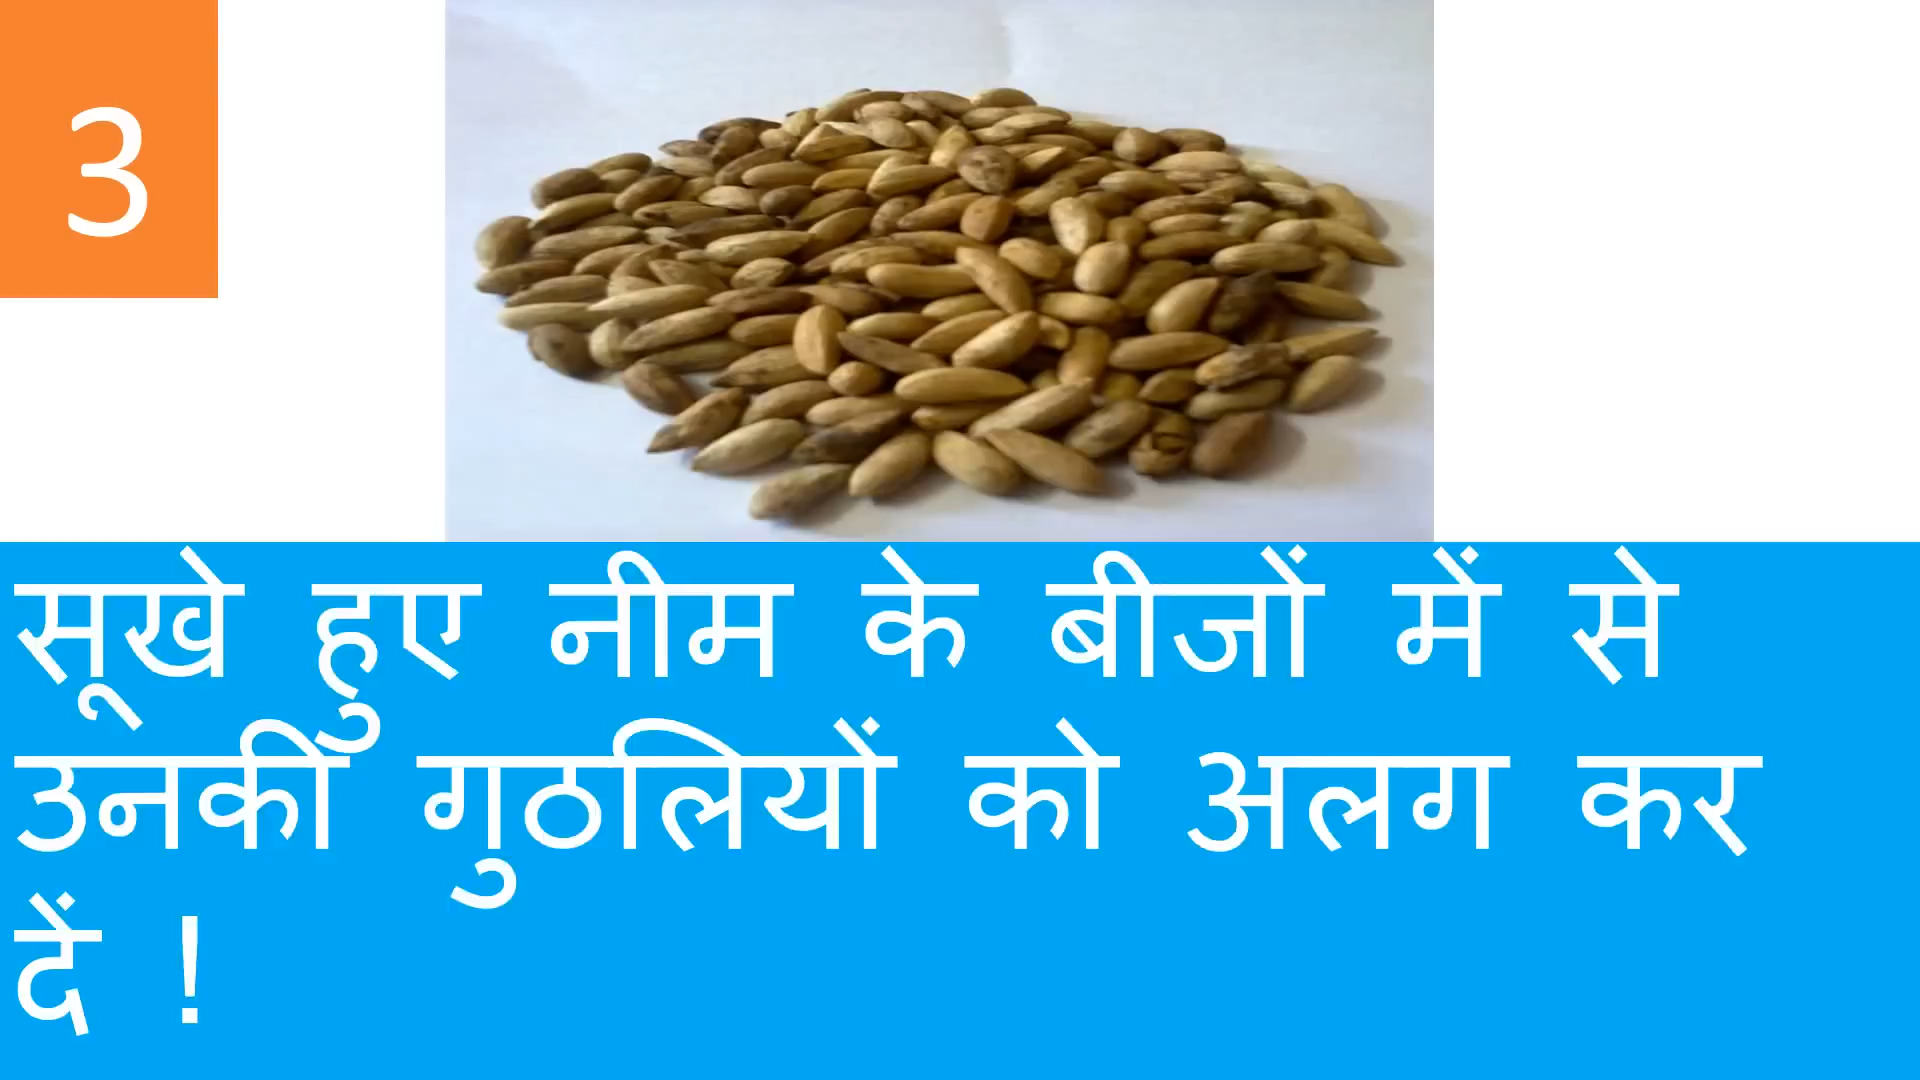 3
सूखे हुए नीम के बीजों में से
उनकी गुठलियों को अलग कर
दें !